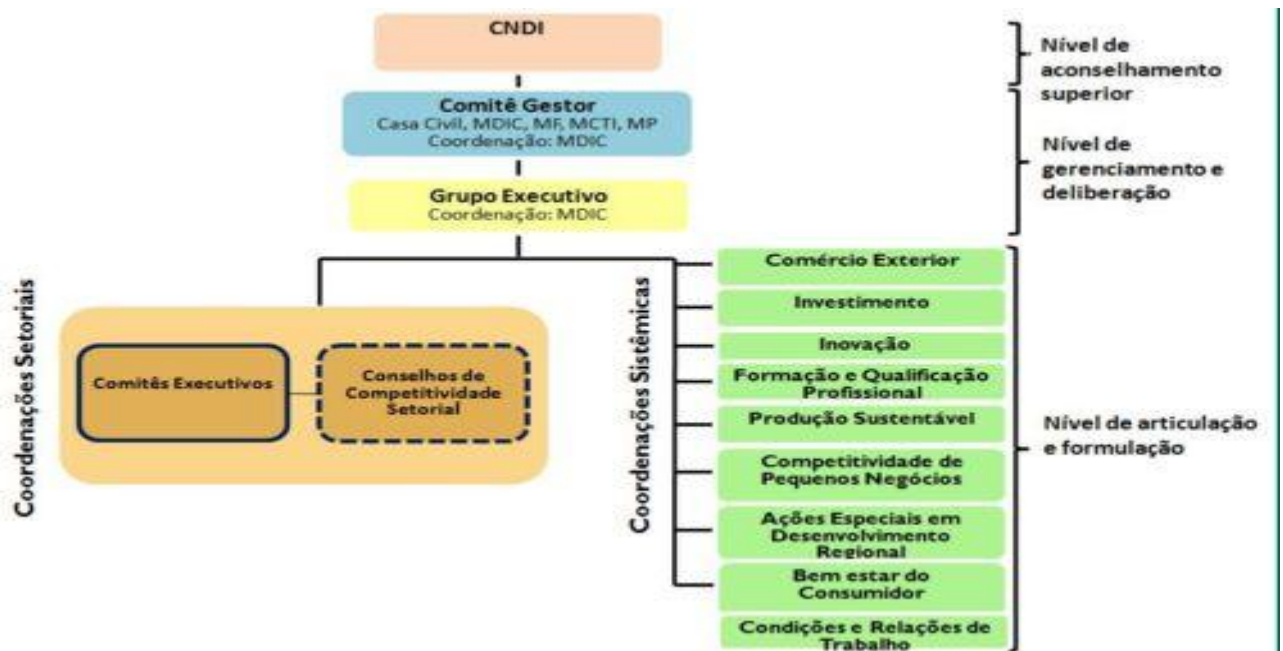 CNDI
Comitê Gestor
Casa Civil, MDIC, MF, MCTI, MP
Coordenação: MDIC
Grupo Executivo
Coordenação: MDIC
Nível de
aconselhamento
superior
Nível de
gerenciamento e
deliberação
Coordenações Setoriais
Comitês Executivos
Conselhos de
Competitividade
Setorial
Coordenações Sistêmicas
Comércio Exterior
Investimento
Inovação
Formação e Qualificação
Profissional
Produção Sustentável
Competitividade de
Pequenos Negócios
Ações Especiais em
Desenvolvimento
Regional
Bem estar do
Consumidor
Condições e Relações de
Trabalho
Nível de articulação
e formulação